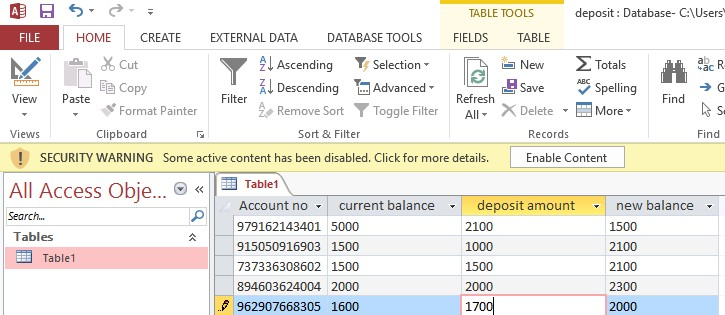 TABLE TOOLS deposit : Database- C:\Users\
FILE HOME CREATE EXTERNAL DATA DATABASE TOOLS FIELDS TABLE
View Paste Cut Copy Format Painter Filter Ascending Descending Remove Sort Selection Advanced Toggle Filter Refresh All New Save Delete Totals Spelling More Find
Views Clipboard Sort & Filter Records Find
SECURITY WARNING Some active content has been disabled. Click for more details. Enable Content
All Access Obje... « Table1
Search...
Tables
Table1
Account no current balance deposit amount new balance
979162143401 5000 2100 1500
915050916903 1500 1000 2100
737336308602 1500 1500 2100
894603624004 2000 2000 2300
962907668305 1600 1700 2000